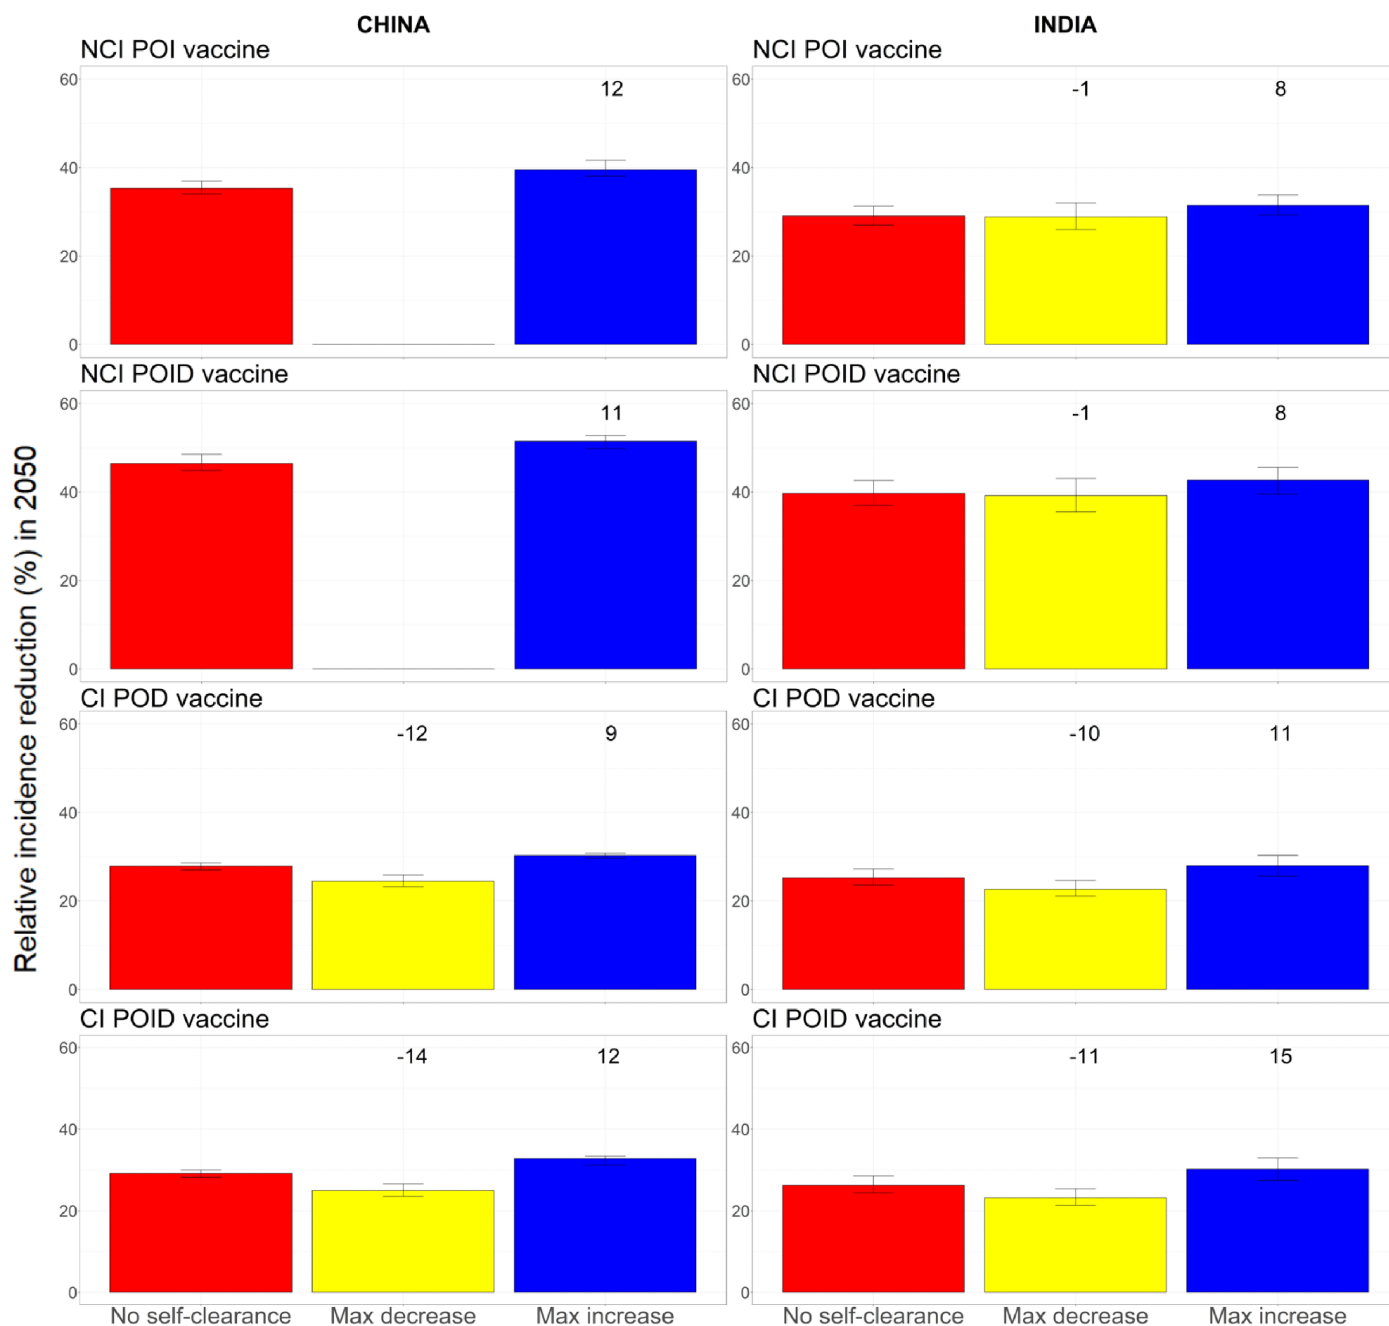 CHINA
INDIA
NCI POI vaccine
NCI POI vaccine
60
12
60
-1
8
40
40
20
20
0
0
NCI POID vaccine
NCI POID vaccine
60
11
60
-1
8
40
40
20
20
0
0
Relative incidence reduction (%) in 2050
CI POD vaccine
CI POD vaccine
60
-12
9
60
-10
11
40
40
20
20
0
0
CI POID vaccine
CI POID vaccine
60
-14
12
60
-11
15
40
40
20
20
0
0
No self-clearance
Max decrease
Max increase
No self-clearance
Max decrease
Max increase